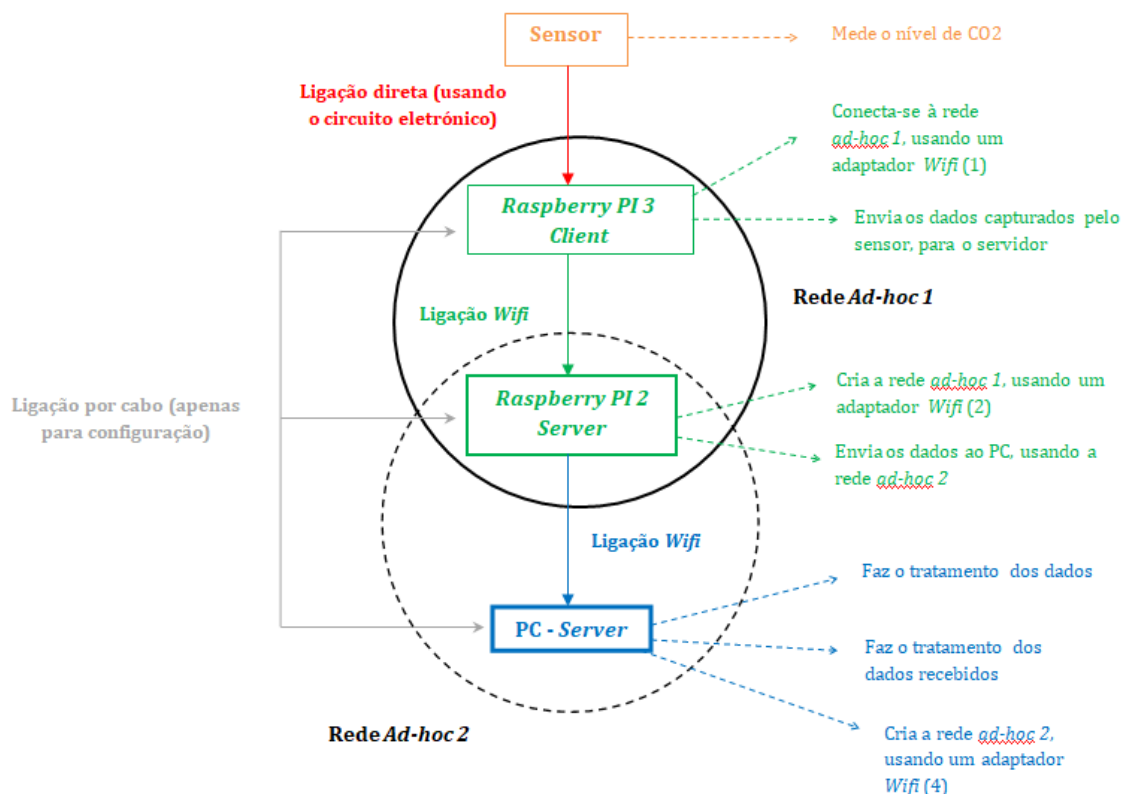 Sensor
Mede o nível de CO2
Ligação direta (usando
o circuito eletrónico)
Conecta-se à rede
ad-hoc 1, usando um
adaptador Wifi (1)
Raspberry PI 3
Client
Envia os dados capturados pelo
sensor, para o servidor
Rede Ad-hoc 1
Ligação Wifi
Ligação por cabo (apenas
para configuração)
Raspberry PI 2
Server
Cria a rede ad-hoc 1, usando um
adaptador Wifi (2)
Envia os dados ao PC, usando a
rede ad-hoc 2
Ligação Wifi
Faz o tratamento dos dados
PC - Server
Faz o tratamento dos
dados recebidos
Rede Ad-hoc 2
Cria a rede ad-hoc 2,
usando um adaptador
Wifi (4)